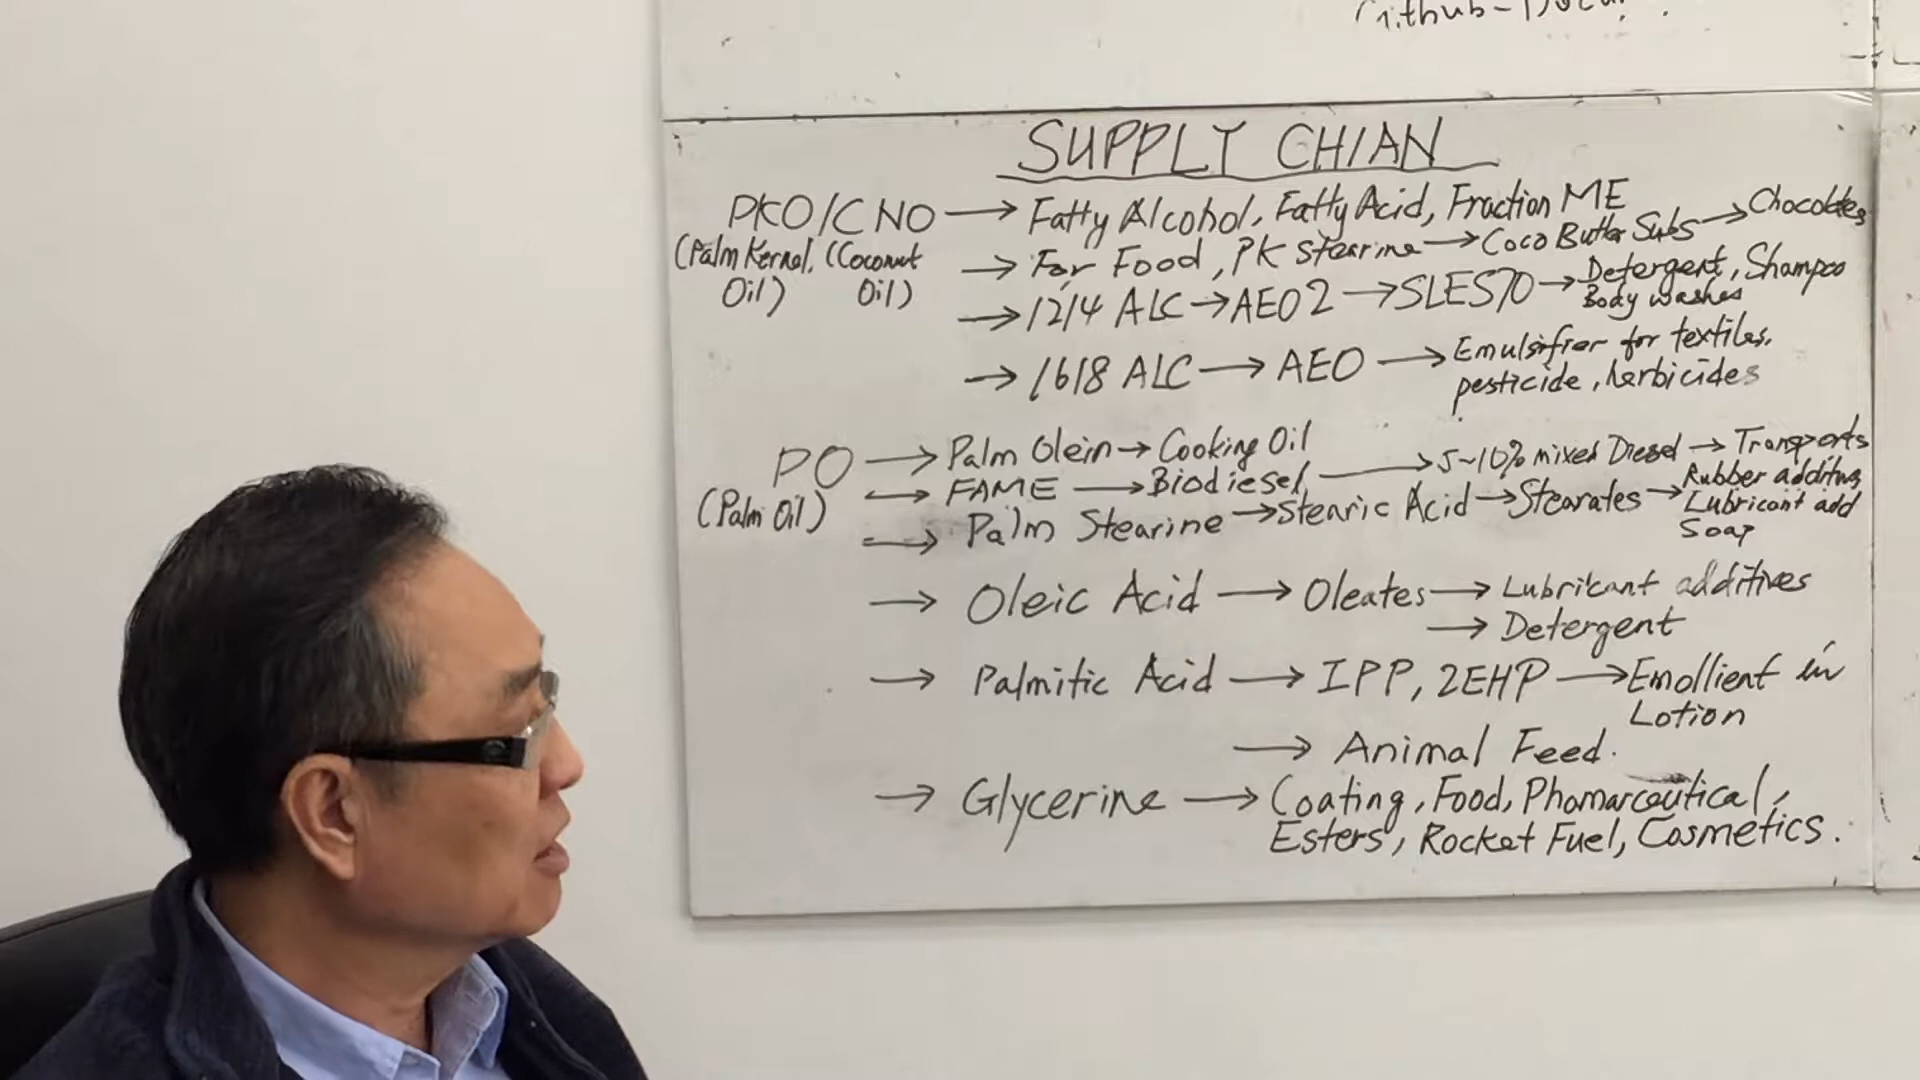 Github-
SUPPLY CHIAN
PKO/CNO → Fatty Alcohol, Fatty Acid, Fraction ME
(Palm Kernel, (Coconut Oil) Oil)
→ For Food, PK Stearine → Coco Butter Subs → Chocolates
→ 1214 ALC → AEO2 → SLES70 → Detergent, Shampoo
Body washes
→ 1618 ALC → AEO → Emulsifier for textiles,
pesticide, herbicides
PO → Palm Olein → Cooking Oil
(Palm Oil)
→ FAME → Biodiesel → 5~10% mixed Diesel → Transports
→ Palm Stearine → Stearic Acid → Stearates → Rubber additives
Lubricant add
Soap
→ Oleic Acid → Oleates → Lubricant additives
→ Detergent
→ Palmitic Acid → IPP, 2EHP → Emollient in
Lotion
→ Animal Feed.
→ Glycerine → Coating, Food, Phomarceutical,
Esters, Rocket Fuel, Cosmetics.